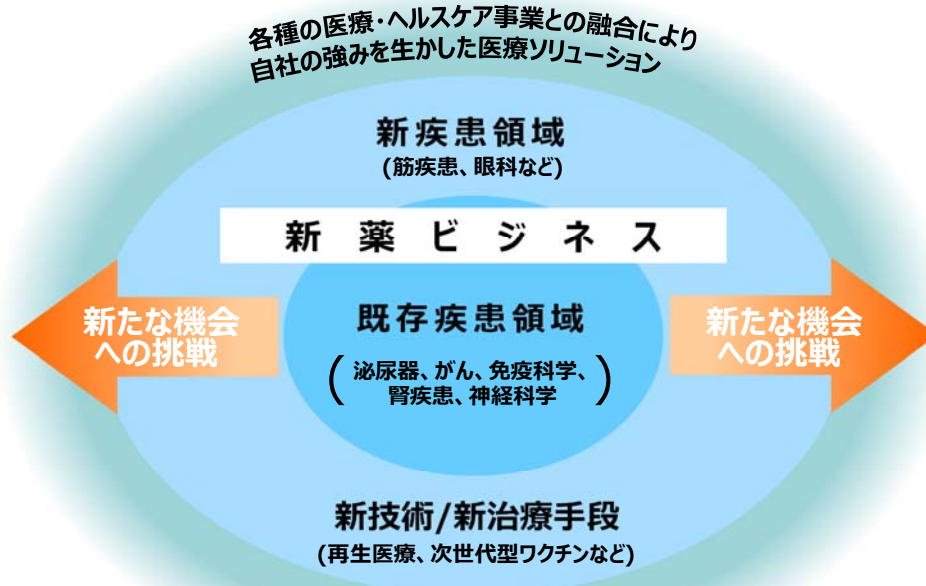 各種の医療・ヘルスケア事業との融合により
自社の強みを生かした医療ソリューション
新疾患領域
(筋疾患、眼科など)
新薬ビジネス
新たな機会
への挑戦
既存疾患領域
(泌尿器、がん、免疫科学、
腎疾患、神経科学)
新たな機会
への挑戦
新技術/新治療手段
(再生医療、次世代型ワクチンなど)